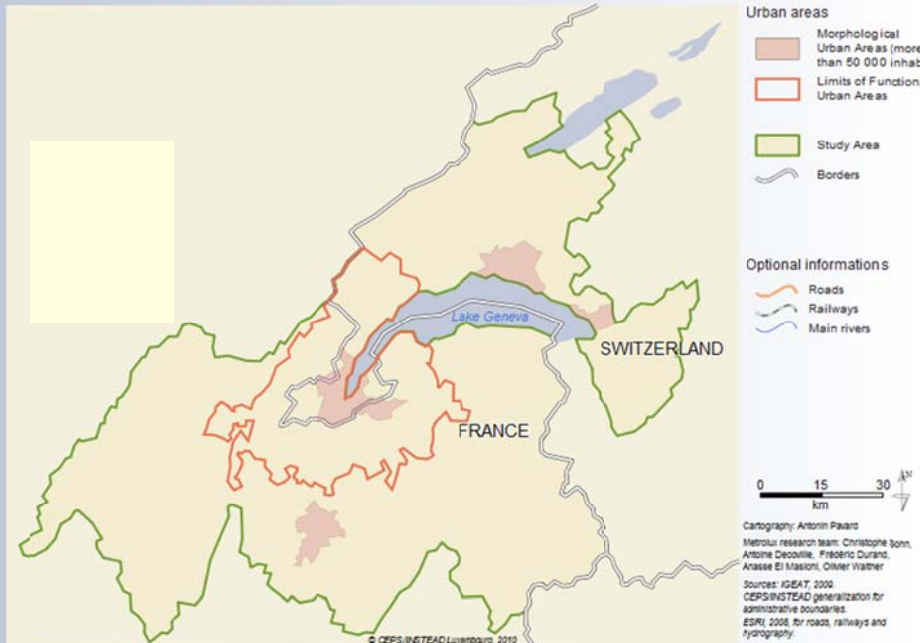 Urban areas
Morphological
Urban Areas (more
than 50 000 inhab
Limits of Function
Urban Areas
Study Area
Borders
Optional informations
Roads
Railways
Main rivers
Lake Geneva
SWITZERLAND
FRANCE
0 15 30
km
N
Cartography: Antonin Pavard
Metrolux research team: Christophe Sohn,
Antoine Decoville, Frédéric Durand,
Anasse El Maslohi, Olivier Walther
Sources: IGEAT, 2009.
CEPS/INSTEAD generalization for
administrative boundaries.
ESRI, 2008, for roads, railways and
hydrography.
© CEPS/INSTEAD Luxembourg, 2010